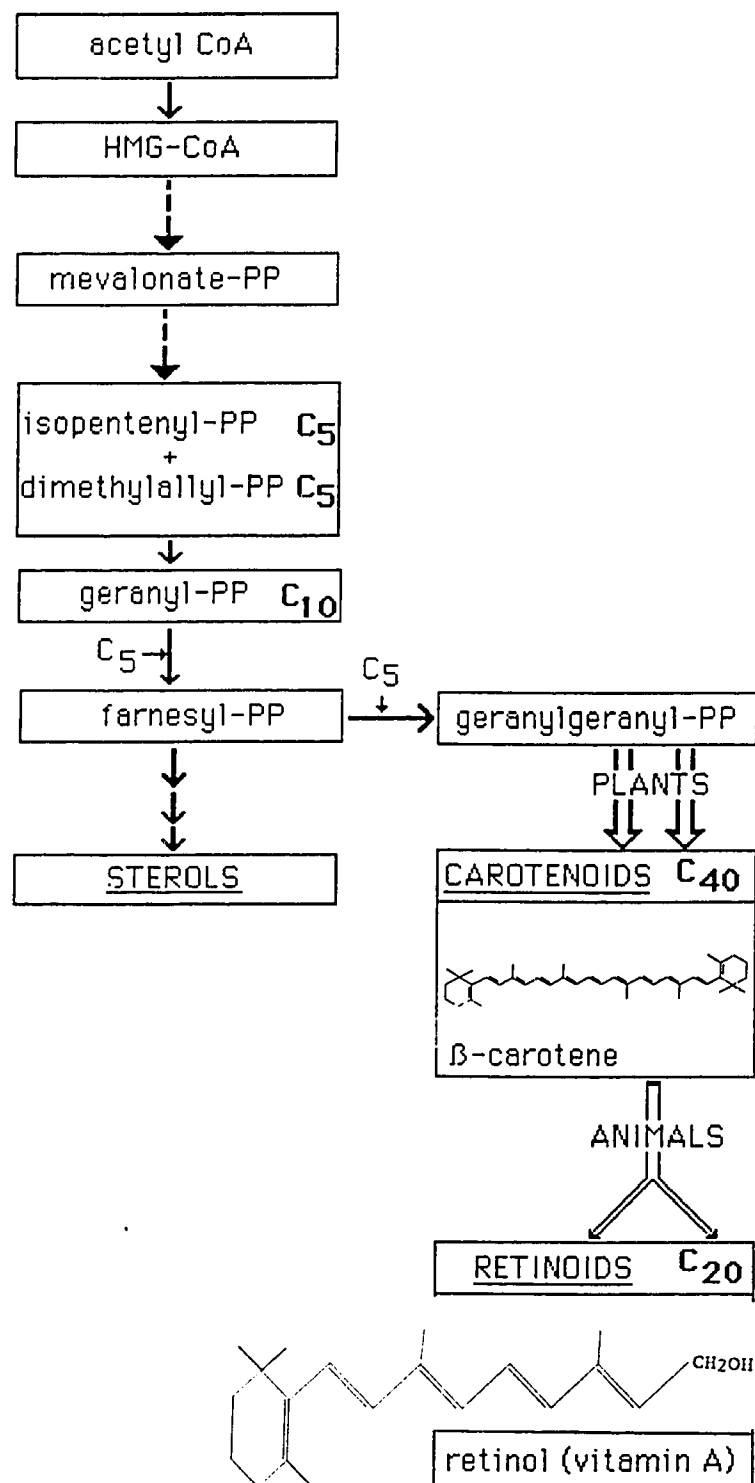 acetyl CoA
HMG-CoA
mevalonate-PP
isopentenyl-PP C5
+
dimethylallyl-PP C5
geranyl-PP C10
C5
farnesyl-PP
C5
geranylgeranyl-PP
PLANTS
STEROLS
CAROTENOIDS C40
ß-carotene
ANIMALS
RETINOIDS C20
CH2OH
retinol (vitamin A)